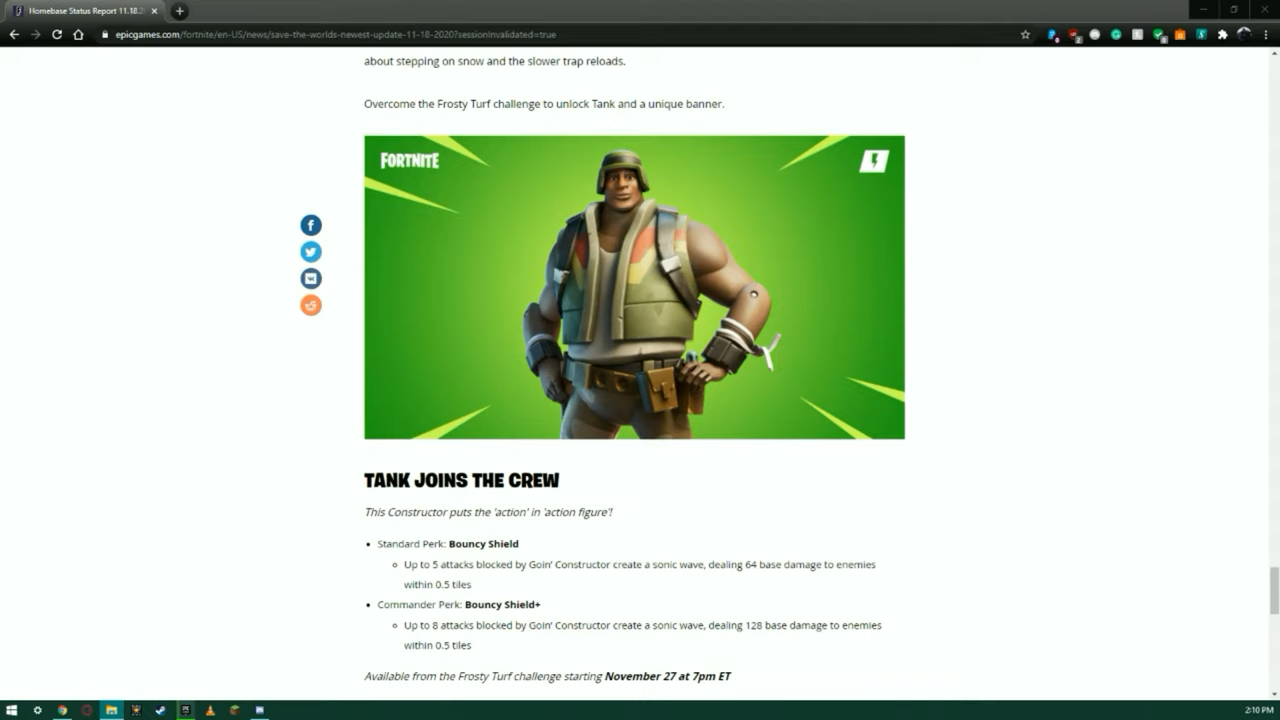 Homebase Status Report 11.18.2
epicgames.com/fortnite/en-US/news/save-the-worlds-newest-update-11-18-2020?sessionInvalidated=true
about stepping on snow and the slower trap reloads.
Overcome the Frosty Turf challenge to unlock Tank and a unique banner.
FORTNITE
TANK JOINS THE CREW
This Constructor puts the 'action' in 'action figure'!
• Standard Perk: Bouncy Shield
Up to 5 attacks blocked by Goin' Constructor create a sonic wave, dealing 64 base damage to enemies
within 0.5 tiles
• Commander Perk: Bouncy Shield+
Up to 8 attacks blocked by Goin' Constructor create a sonic wave, dealing 128 base damage to enemies
within 0.5 tiles
Available from the Frosty Turf challenge starting November 27 at 7pm ET
2:10 PM